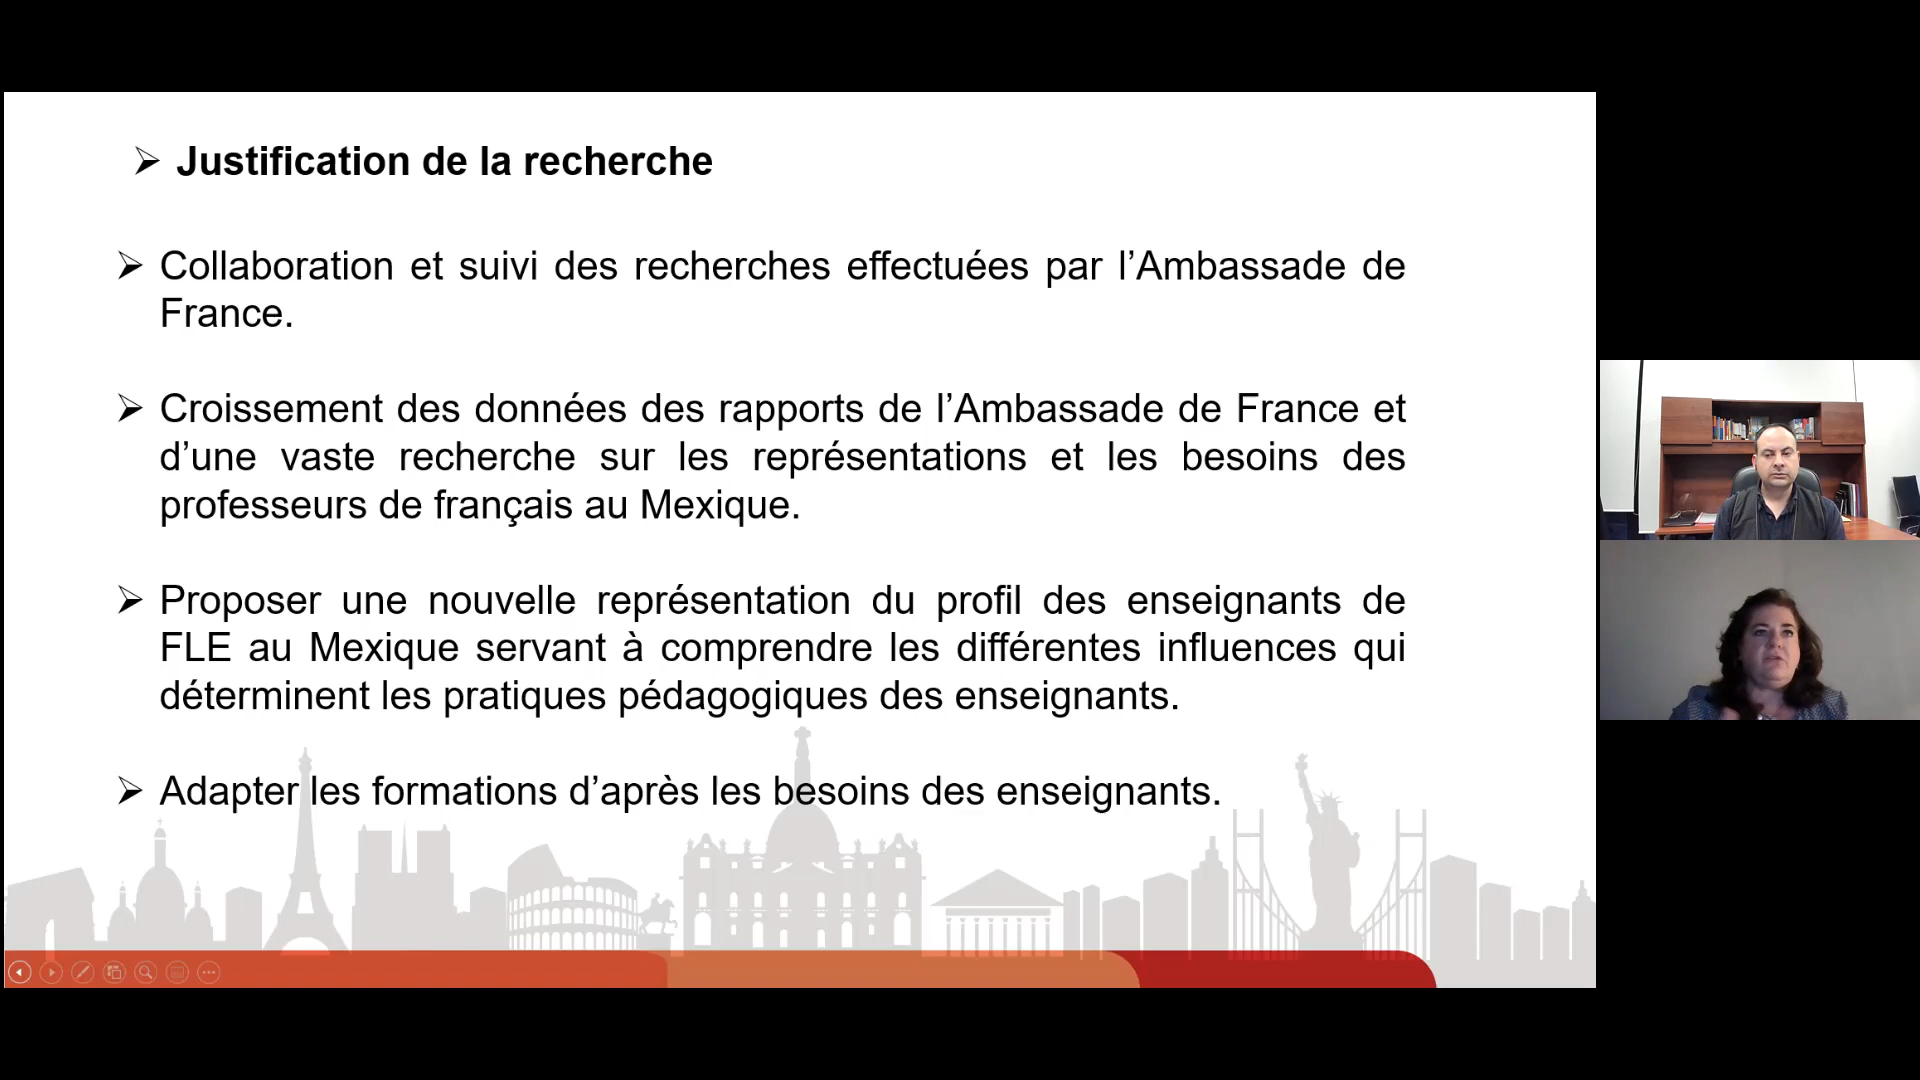 Justification de la recherche
Collaboration et suivi des recherches effectuées par l’Ambassade de
France.
Croissement des données des rapports de l’Ambassade de France et
d’une vaste recherche sur les représentations et les besoins des
professeurs de français au Mexique.
Proposer une nouvelle représentation du profil des enseignants de
FLE au Mexique servant à comprendre les différentes influences qui
déterminent les pratiques pédagogiques des enseignants.
Adapter les formations d’après les besoins des enseignants.